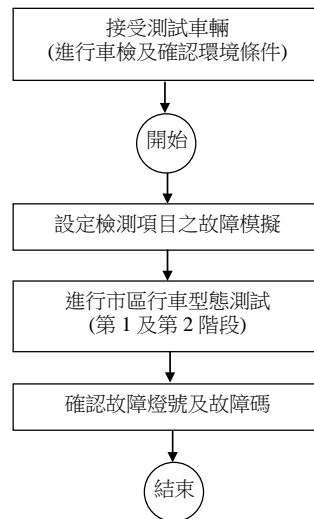 接受測試車輛
(進行車檢及確認環境條件)
開始
設定檢測項目之故障模擬
進行市區行車型態測試
(第 1 及第 2 階段)
確認故障燈號及故障碼
結束